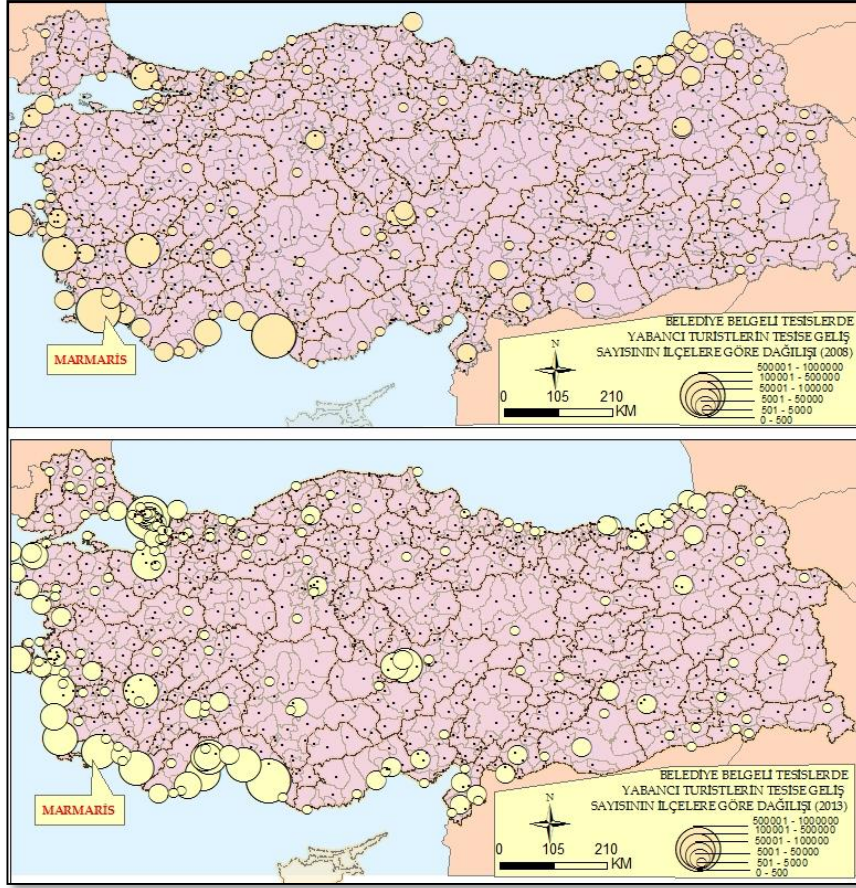 MARMARİS
BELEDİYE BELGELİ TESİSLERDE
YABANCI TURİSTLERİN TESİSE GELİŞ
SAYISININ İLÇELERE GÖRE DAĞILIŞI (2008)
N
500001 - 1000000
100001 - 500000
50001 - 100000
5001 - 50000
501 - 5000
0 - 500
0 105 210
KM
MARMARİS
BELEDİYE BELGELİ TESİSLERDE
YABANCI TURİSTLERİN TESİSE GELİŞ
SAYISININ İLÇELERE GÖRE DAĞILIŞI (2013)
N
500001 - 1000000
100001 - 500000
50001 - 100000
5001 - 50000
501 - 5000
0 - 500
0 105 210
KM